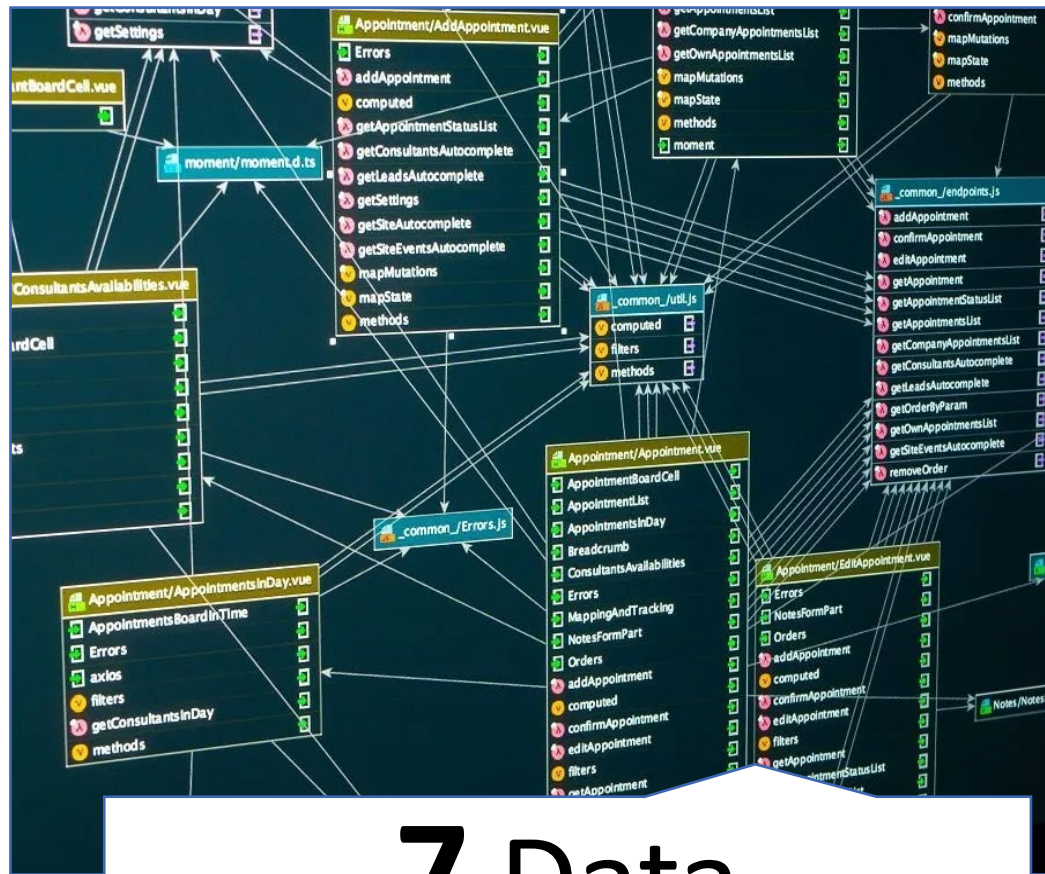 getConsultantsInDay
getSettings
ntBoardCell.vue
moment/moment.d.ts
Appointment/AddAppointment.vue
Errors
addAppointment
computed
getAppointmentStatusList
getConsultantsAutocomplete
getLeadsAutocomplete
getSettings
getSiteAutocomplete
getSiteEventsAutocomplete
mapMutations
mapState
methods
getAppointmentsList
getCompanyAppointmentsList
getOwnAppointmentsList
mapMutations
mapState
methods
moment
confirmAppointment
mapMutations
mapState
methods
_common_/endpoints.js
addAppointment
confirmAppointment
editAppointment
getAppointment
getAppointmentStatusList
getAppointmentsList
getCompanyAppointmentsList
getConsultantsAutocomplete
getLeadsAutocomplete
getOrderByParam
getOwnAppointmentsList
getSiteEventsAutocomplete
removeOrder
ConsultantsAvailabilities.vue
rdCell
ts
_common_/util.js
computed
filters
methods
_common_/Errors.js
Appointment/AppointmentsInDay.vue
AppointmentsBoardInTime
Errors
axios
filters
getConsultantsInDay
methods
Appointment/Appointment.vue
AppointmentBoardCell
AppointmentList
AppointmentsInDay
Breadcrumb
ConsultantsAvailabilities
Errors
MappingAndTracking
NotesFormPart
Orders
addAppointment
computed
confirmAppointment
editAppointment
filters
getAppointment
Appointment/EditAppointment.vue
Errors
NotesFormPart
Orders
addAppointment
computed
confirmAppointment
editAppointment
filters
getAppointment
ntmentStatusList
Notes/Notes
7 Data